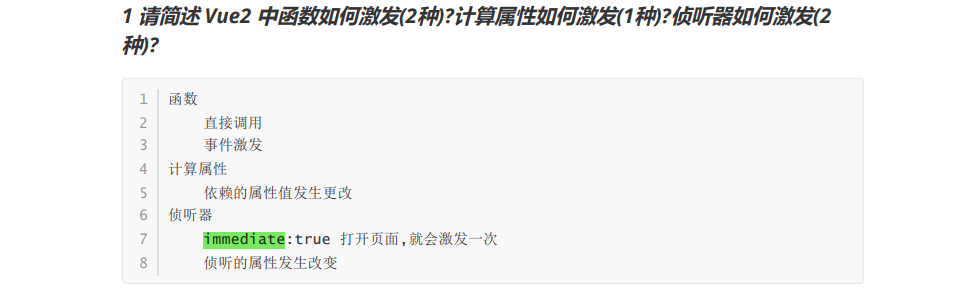 1 请简述 Vue2 中函数如何激发(2种)?计算属性如何激发(1种)?侦听器如何激发(2
种)?
1 函数
2 直接调用
3 事件激发
4 计算属性
5 依赖的属性值发生更改
6 侦听器
7 immediate:true 打开页面,就会激发一次
8 侦听的属性发生改变